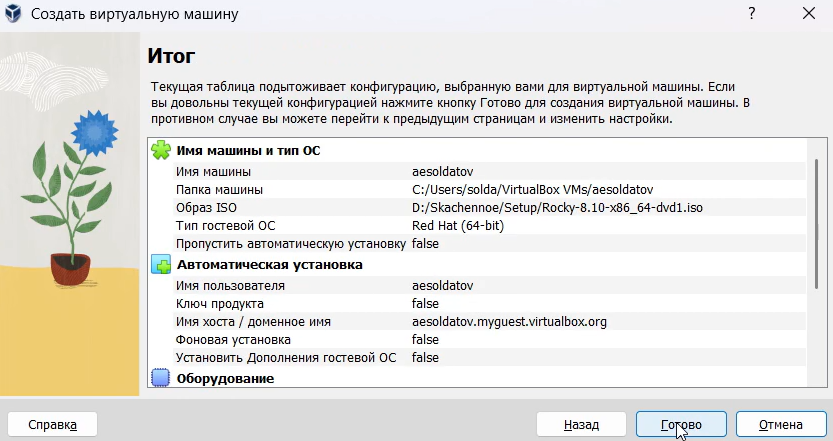 Создать виртуальную машину
?
Итог
Текущая таблица подытоживает конфигурацию, выбранную вами для виртуальной машины. Если
вы довольны текущей конфигурацией нажмите кнопку Готово для создания виртуальной машины. В
противном случае вы можете перейти к предыдущим страницам и изменить настройки.
Имя машины и тип ОС
Имя машины aesoldatov
Папка машины C:/Users/solda/VirtualBox VMs/aesoldatov
Образ ISO D:/Skachennoe/Setup/Rocky-8.10-x86_64-dvd1.iso
Тип гостевой ОС Red Hat (64-bit)
Пропустить автоматическую установку false
Автоматическая установка
Имя пользователя aesoldatov
Ключ продукта false
Имя хоста / доменное имя aesoldatov.myguest.virtualbox.org
Фоновая установка false
Установить Дополнения гостевой ОС false
Оборудование
Справка Назад Готово Отмена